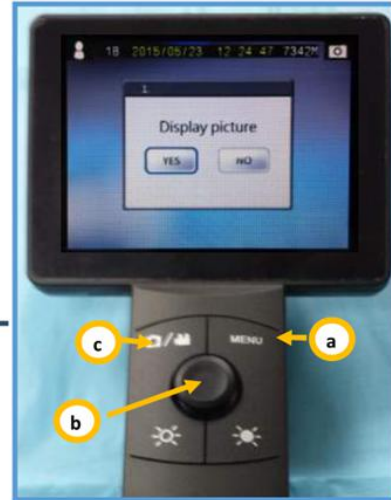 18 2015/05/23 12 24 47 7342M
1.
Display picture
YES NO
c
MENU
a
b